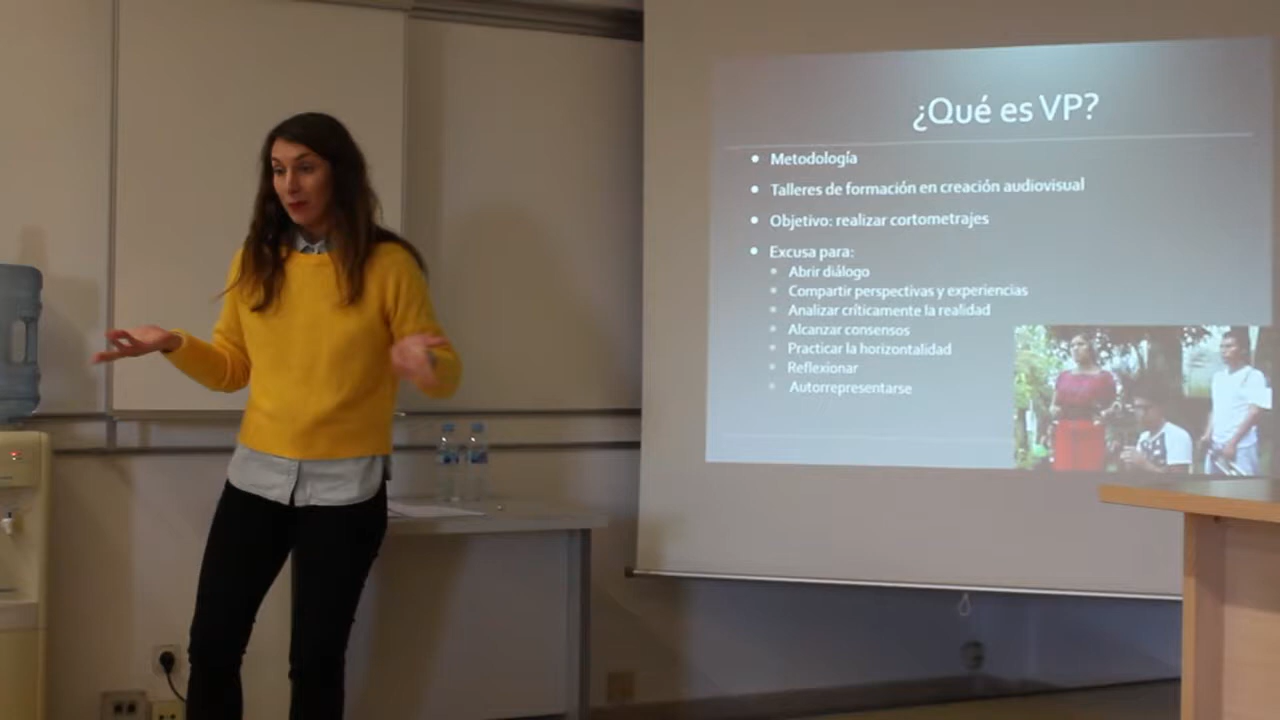 ¿Qué es VP?
Metodología
Talleres de formación en creación audiovisual
Objetivo: realizar cortometrajes
Excusa para:
Abrir diálogo
Compartir perspectivas y experiencias
Analizar críticamente la realidad
Alcanzar consensos
Practicar la horizontalidad
Reflexionar
Autorrepresentarse